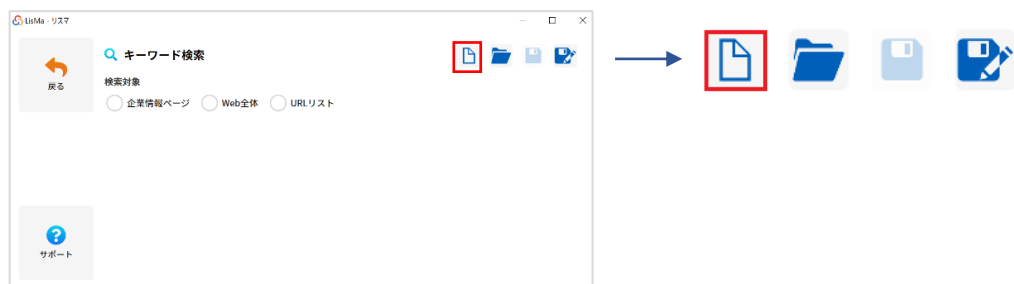 LisMa - リスマ
戻る
キーワード検索
検索対象
企業情報ページ Web全体 URLリスト
サポート